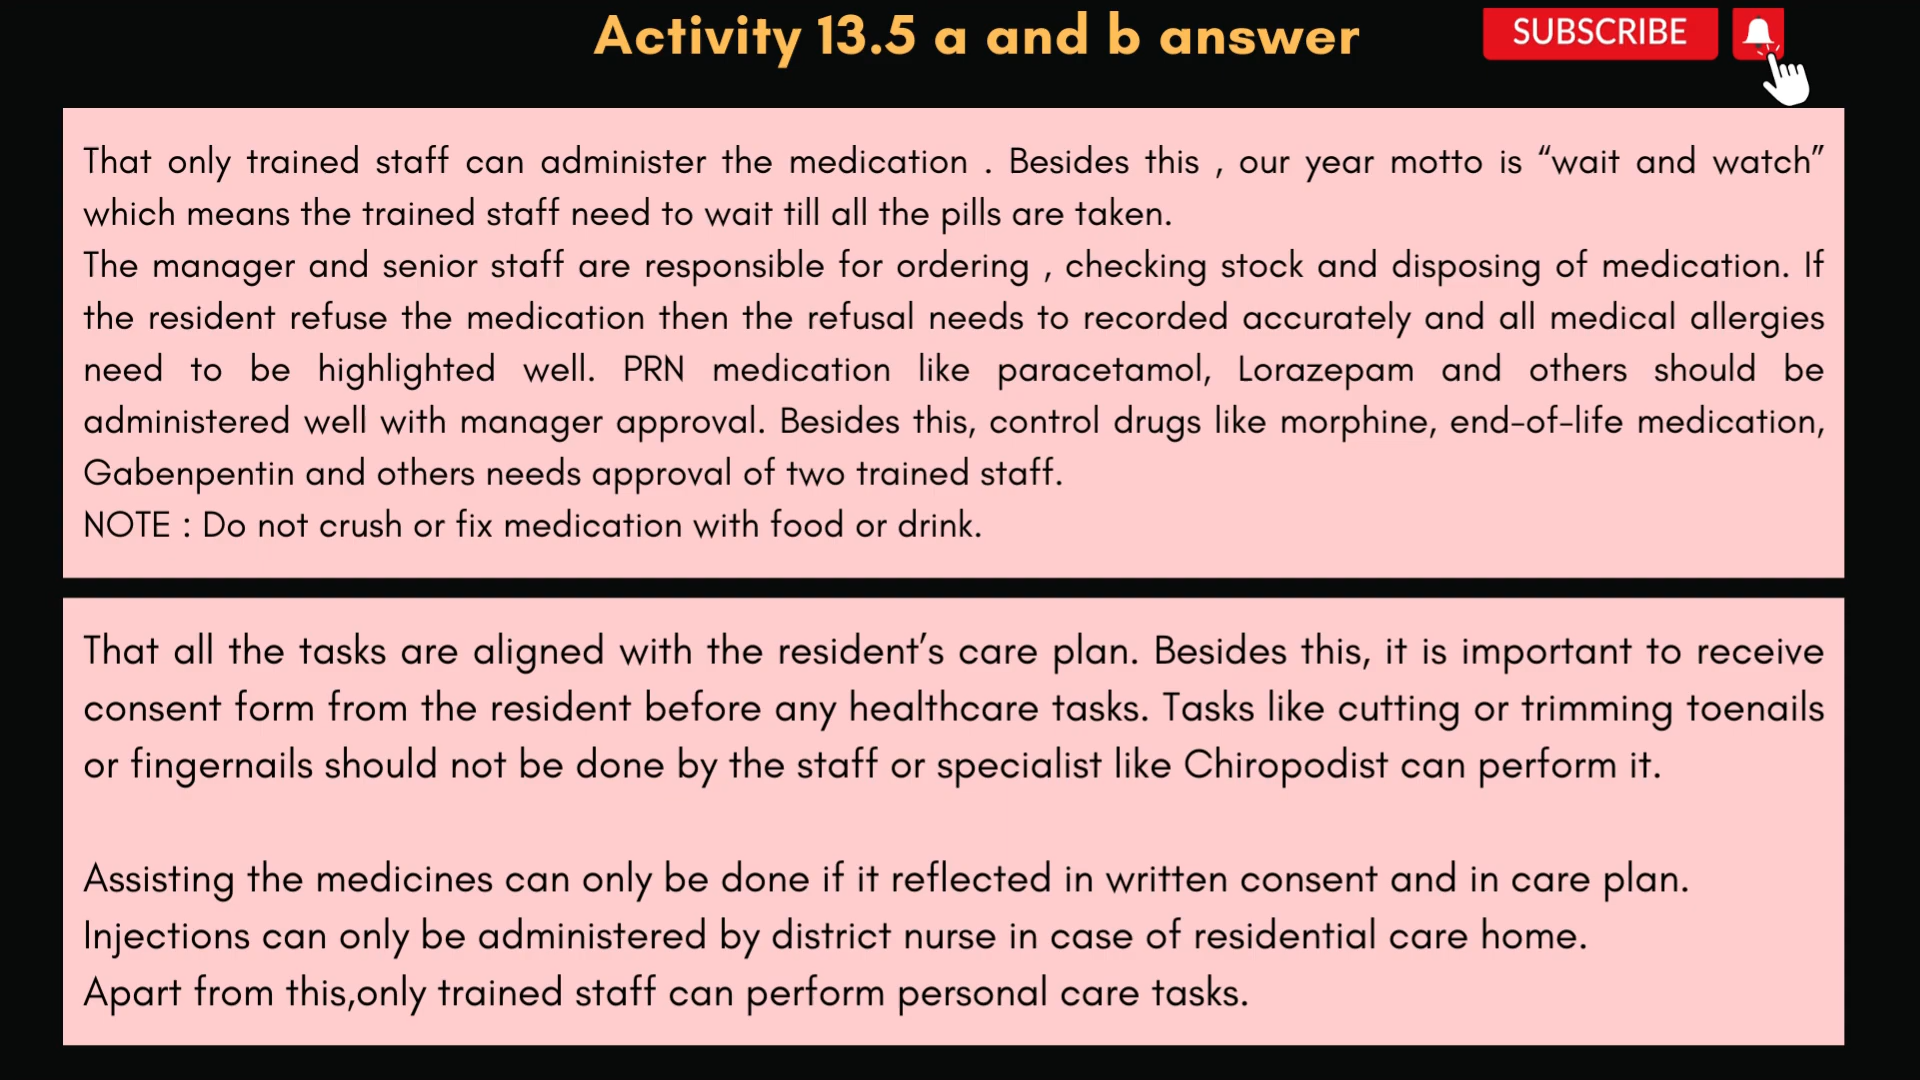 Activity 13.5 a and b answer
SUBSCRIBE
That only trained staff can administer the medication . Besides this , our year motto is “wait and watch”
which means the trained staff need to wait till all the pills are taken.
The manager and senior staff are responsible for ordering , checking stock and disposing of medication. If
the resident refuse the medication then the refusal needs to recorded accurately and all medical allergies
need to be highlighted well. PRN medication like paracetamol, Lorazepam and others should be
administered well with manager approval. Besides this, control drugs like morphine, end-of-life medication,
Gabenpentin and others needs approval of two trained staff.
NOTE : Do not crush or fix medication with food or drink.
That all the tasks are aligned with the resident’s care plan. Besides this, it is important to receive
consent form from the resident before any healthcare tasks. Tasks like cutting or trimming toenails
or fingernails should not be done by the staff or specialist like Chiropodist can perform it.
Assisting the medicines can only be done if it reflected in written consent and in care plan.
Injections can only be administered by district nurse in case of residential care home.
Apart from this,only trained staff can perform personal care tasks.